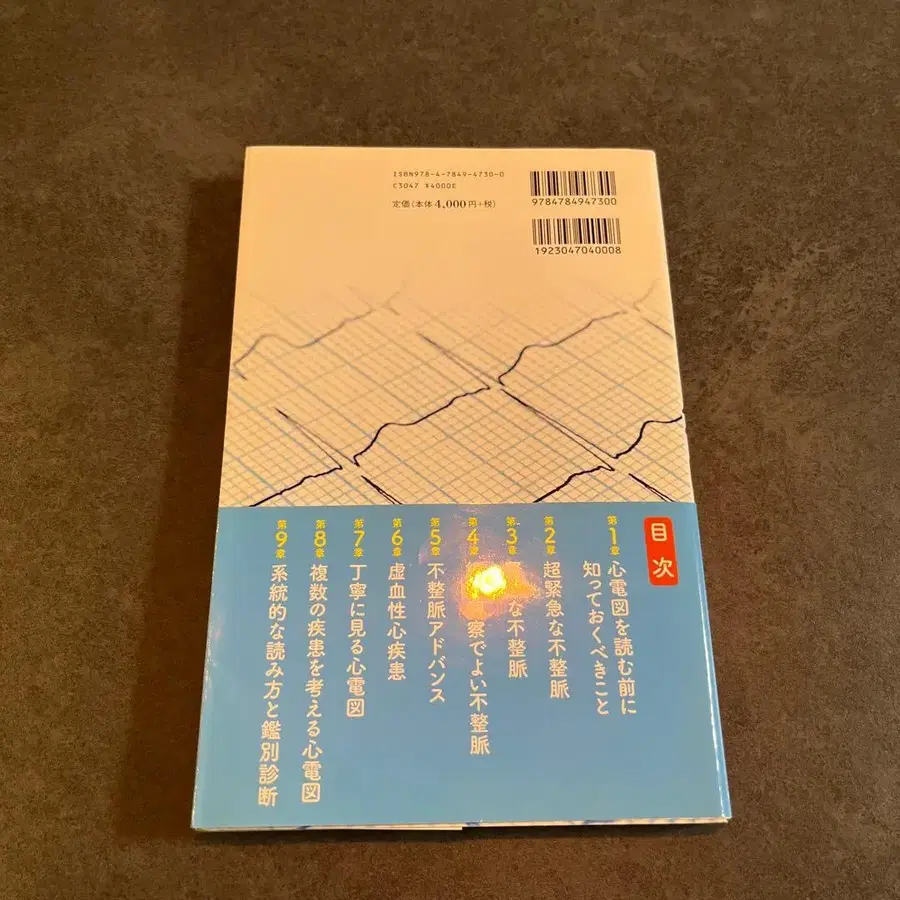 ISBN978-4-7849-4730-0
C3047 ¥4000E
定価(本体4,000円+税)
9784784947300
1923047040008
目次
第1章 心電図を読む前に
知っておくべきこと
第2章 超緊急な不整脈
第3章 な不整脈
第4章 察でよい不整脈
第5章 不整脈アドバンス
第6章 虚血性心疾患
第7章 丁寧に見る心電図
第8章 複数の疾患を考える心電図
第9章 系統的な読み方と鑑別診断